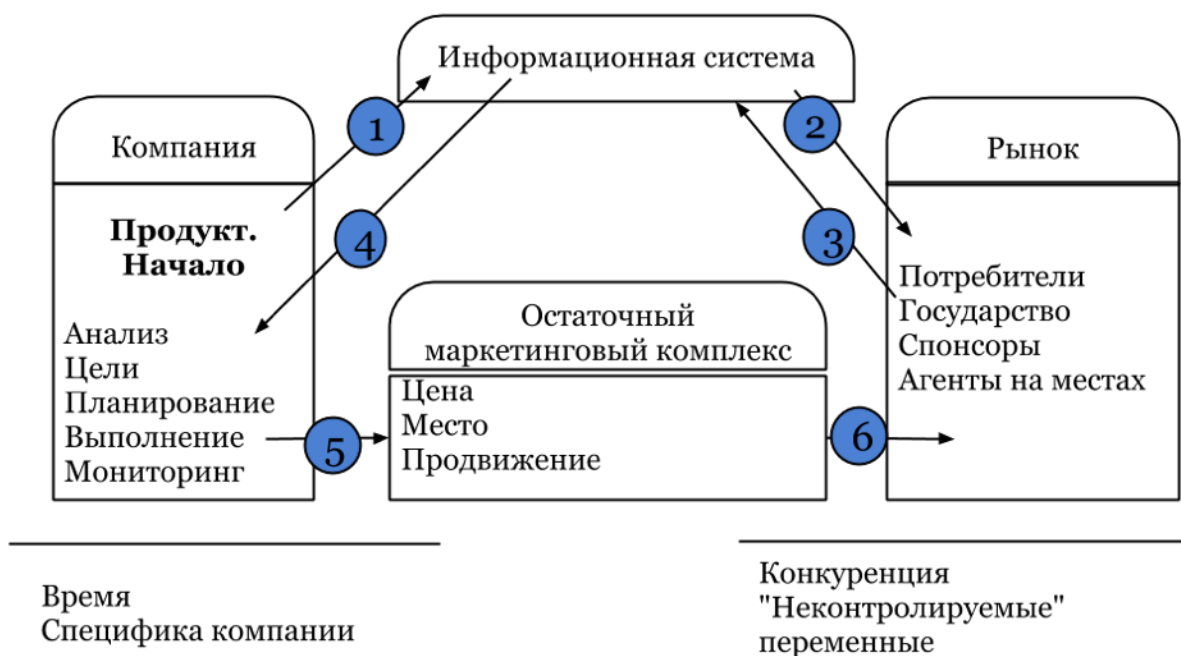 Информационная система
1
2
Компания
Рынок
Продукт.
Начало
4
3
Потребители
Государство
Спонсоры
Агенты на местах
Остаточный
маркетинговый комплекс
Анализ
Цели
Планирование
Выполнение
Мониторинг
5
Цена
Место
Продвижение
6
Время
Специфика компании
Конкуренция
"Неконтролируемые"
переменные